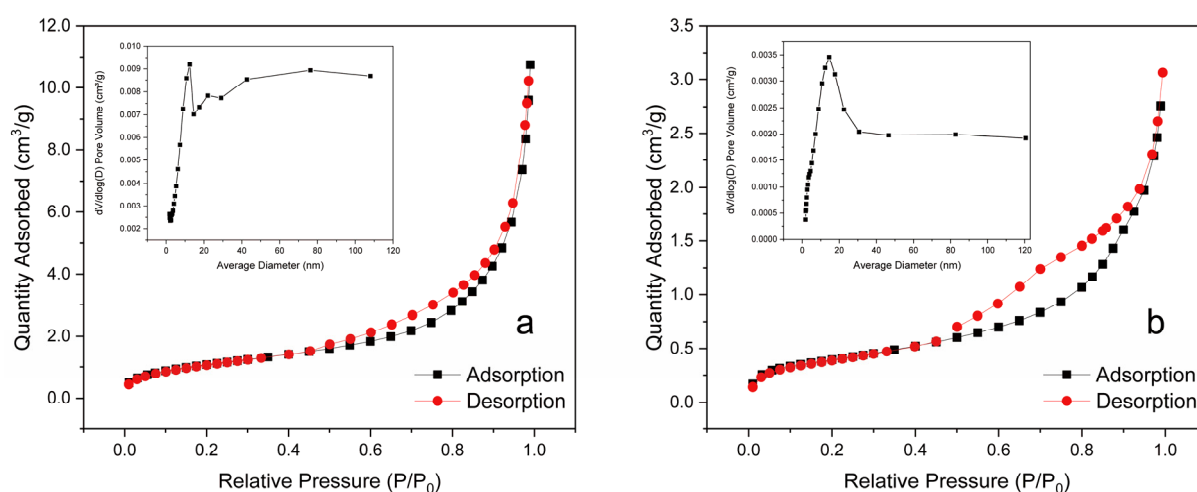 12.0
10.0
8.0
6.0
4.0
2.0
0.0
Quantity Adsorbed (cm³/g)
0.0 0.2 0.4 0.6 0.8 1.0
Relative Pressure (P/P₀)
a
Adsorption
Desorption
0.010
0.009
0.008
0.007
0.006
0.005
0.004
0.003
0.002
dV/dlog(D) Pore Volume (cm³/g)
0 20 40 60 80 100 120
Average Diameter (nm)
3.5
3.0
2.5
2.0
1.5
1.0
0.5
0.0
Quantity Adsorbed (cm³/g)
0.0 0.2 0.4 0.6 0.8 1.0
Relative Pressure (P/P₀)
b
Adsorption
Desorption
0.0035
0.0030
0.0025
0.0020
0.0015
0.0010
0.0005
0.0000
dV/dlog(D) Pore Volume (cm³/g)
0 20 40 60 80 100 120
Average Diameter (nm)